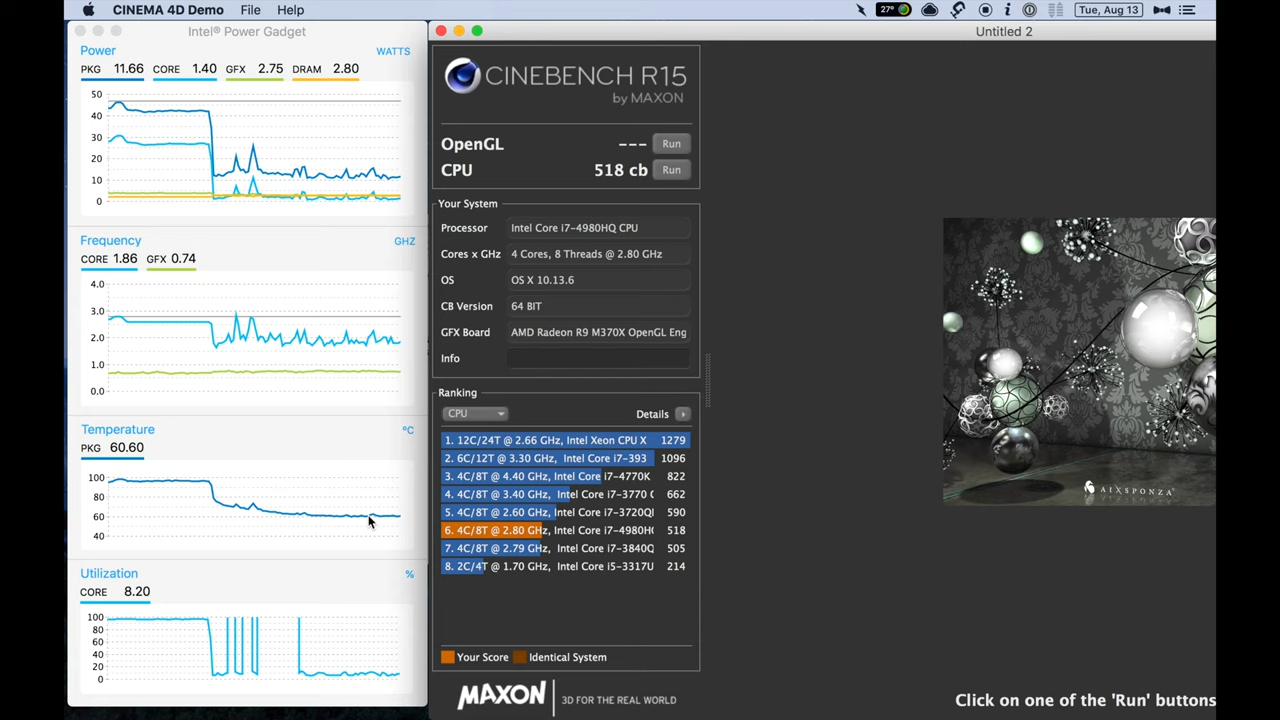 CINEMA 4D Demo File Help
27° Tue, Aug 13
Intel® Power Gadget
Power WATTS
PKG 11.66 CORE 1.40 GFX 2.75 DRAM 2.80
50
40
30
20
10
0
Frequency GHZ
CORE 1.86 GFX 0.74
4.0
3.0
2.0
1.0
0.0
Temperature °C
PKG 60.60
100
80
60
40
Utilization %
CORE 8.20
100
80
60
40
20
0
Untitled 2
CINEBENCH R15
by MAXON
OpenGL --- Run
CPU 518 cb Run
Your System
Processor Intel Core i7-4980HQ CPU
Cores x GHz 4 Cores, 8 Threads @ 2.80 GHz
OS OS X 10.13.6
CB Version 64 BIT
GFX Board AMD Radeon R9 M370X OpenGL Eng
Info
Ranking
CPU Details
1. 12C/24T @ 2.66 GHz, Intel Xeon CPU X 1279
2. 6C/12T @ 3.30 GHz, Intel Core i7-393 1096
3. 4C/8T @ 4.40 GHz, Intel Core i7-4770K 822
4. 4C/8T @ 3.40 GHz, Intel Core i7-3770 662
5. 4C/8T @ 2.60 GHz, Intel Core i7-3720Q 590
6. 4C/8T @ 2.80 GHz, Intel Core i7-4980H 518
7. 4C/8T @ 2.79 GHz, Intel Core i7-3840Q 505
8. 2C/4T @ 1.70 GHz, Intel Core i5-3317U 214
Your Score Identical System
MAXON 3D FOR THE REAL WORLD
AIXSPONZA
Click on one of the 'Run' buttons